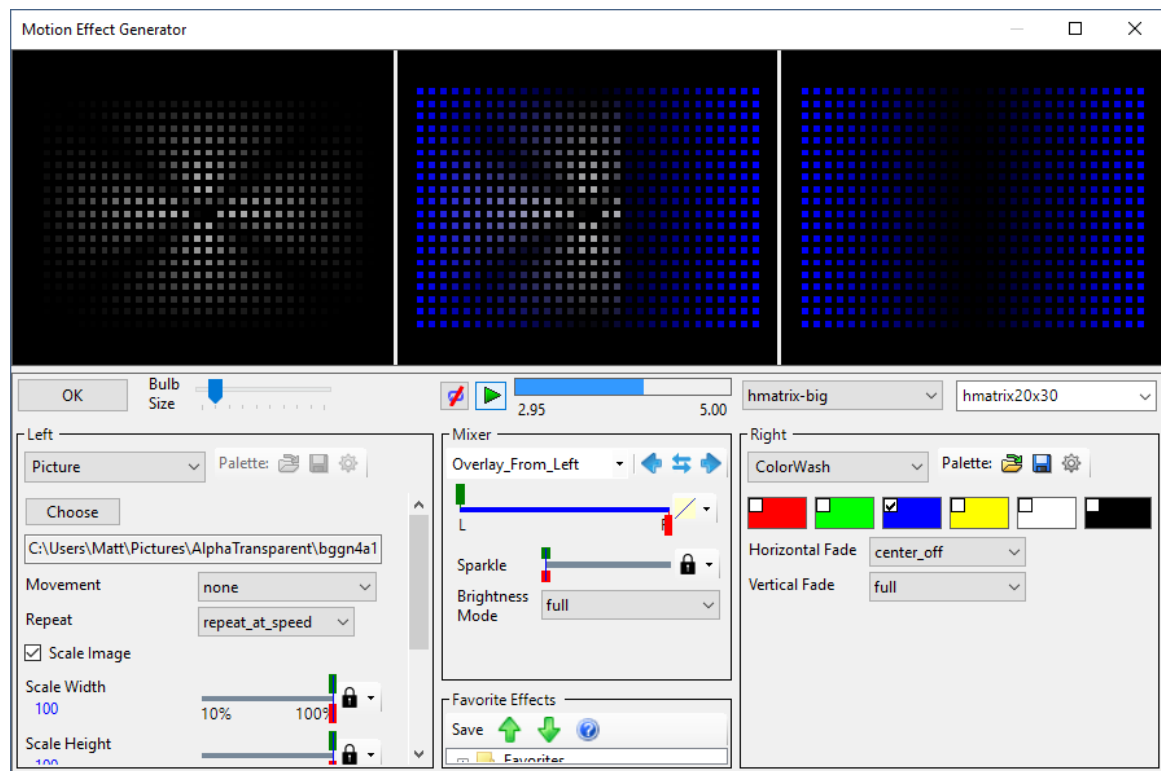 Motion Effect Generator
OK
Bulb
Size
2.95
5.00
hmatrix-big
hmatrix20x30
Left
Picture
Palette:
Choose
C:\Users\Matt\Pictures\AlphaTransparent\bggn4a1
Movement
none
Repeat
repeat_at_speed
Scale Image
Scale Width
100
10%
100%
Scale Height
100
Mixer
Overlay_From_Left
L
Sparkle
Brightness
Mode
full
Favorite Effects
Save
Favorites
Right
ColorWash
Palette:
Horizontal Fade
center_off
Vertical Fade
full